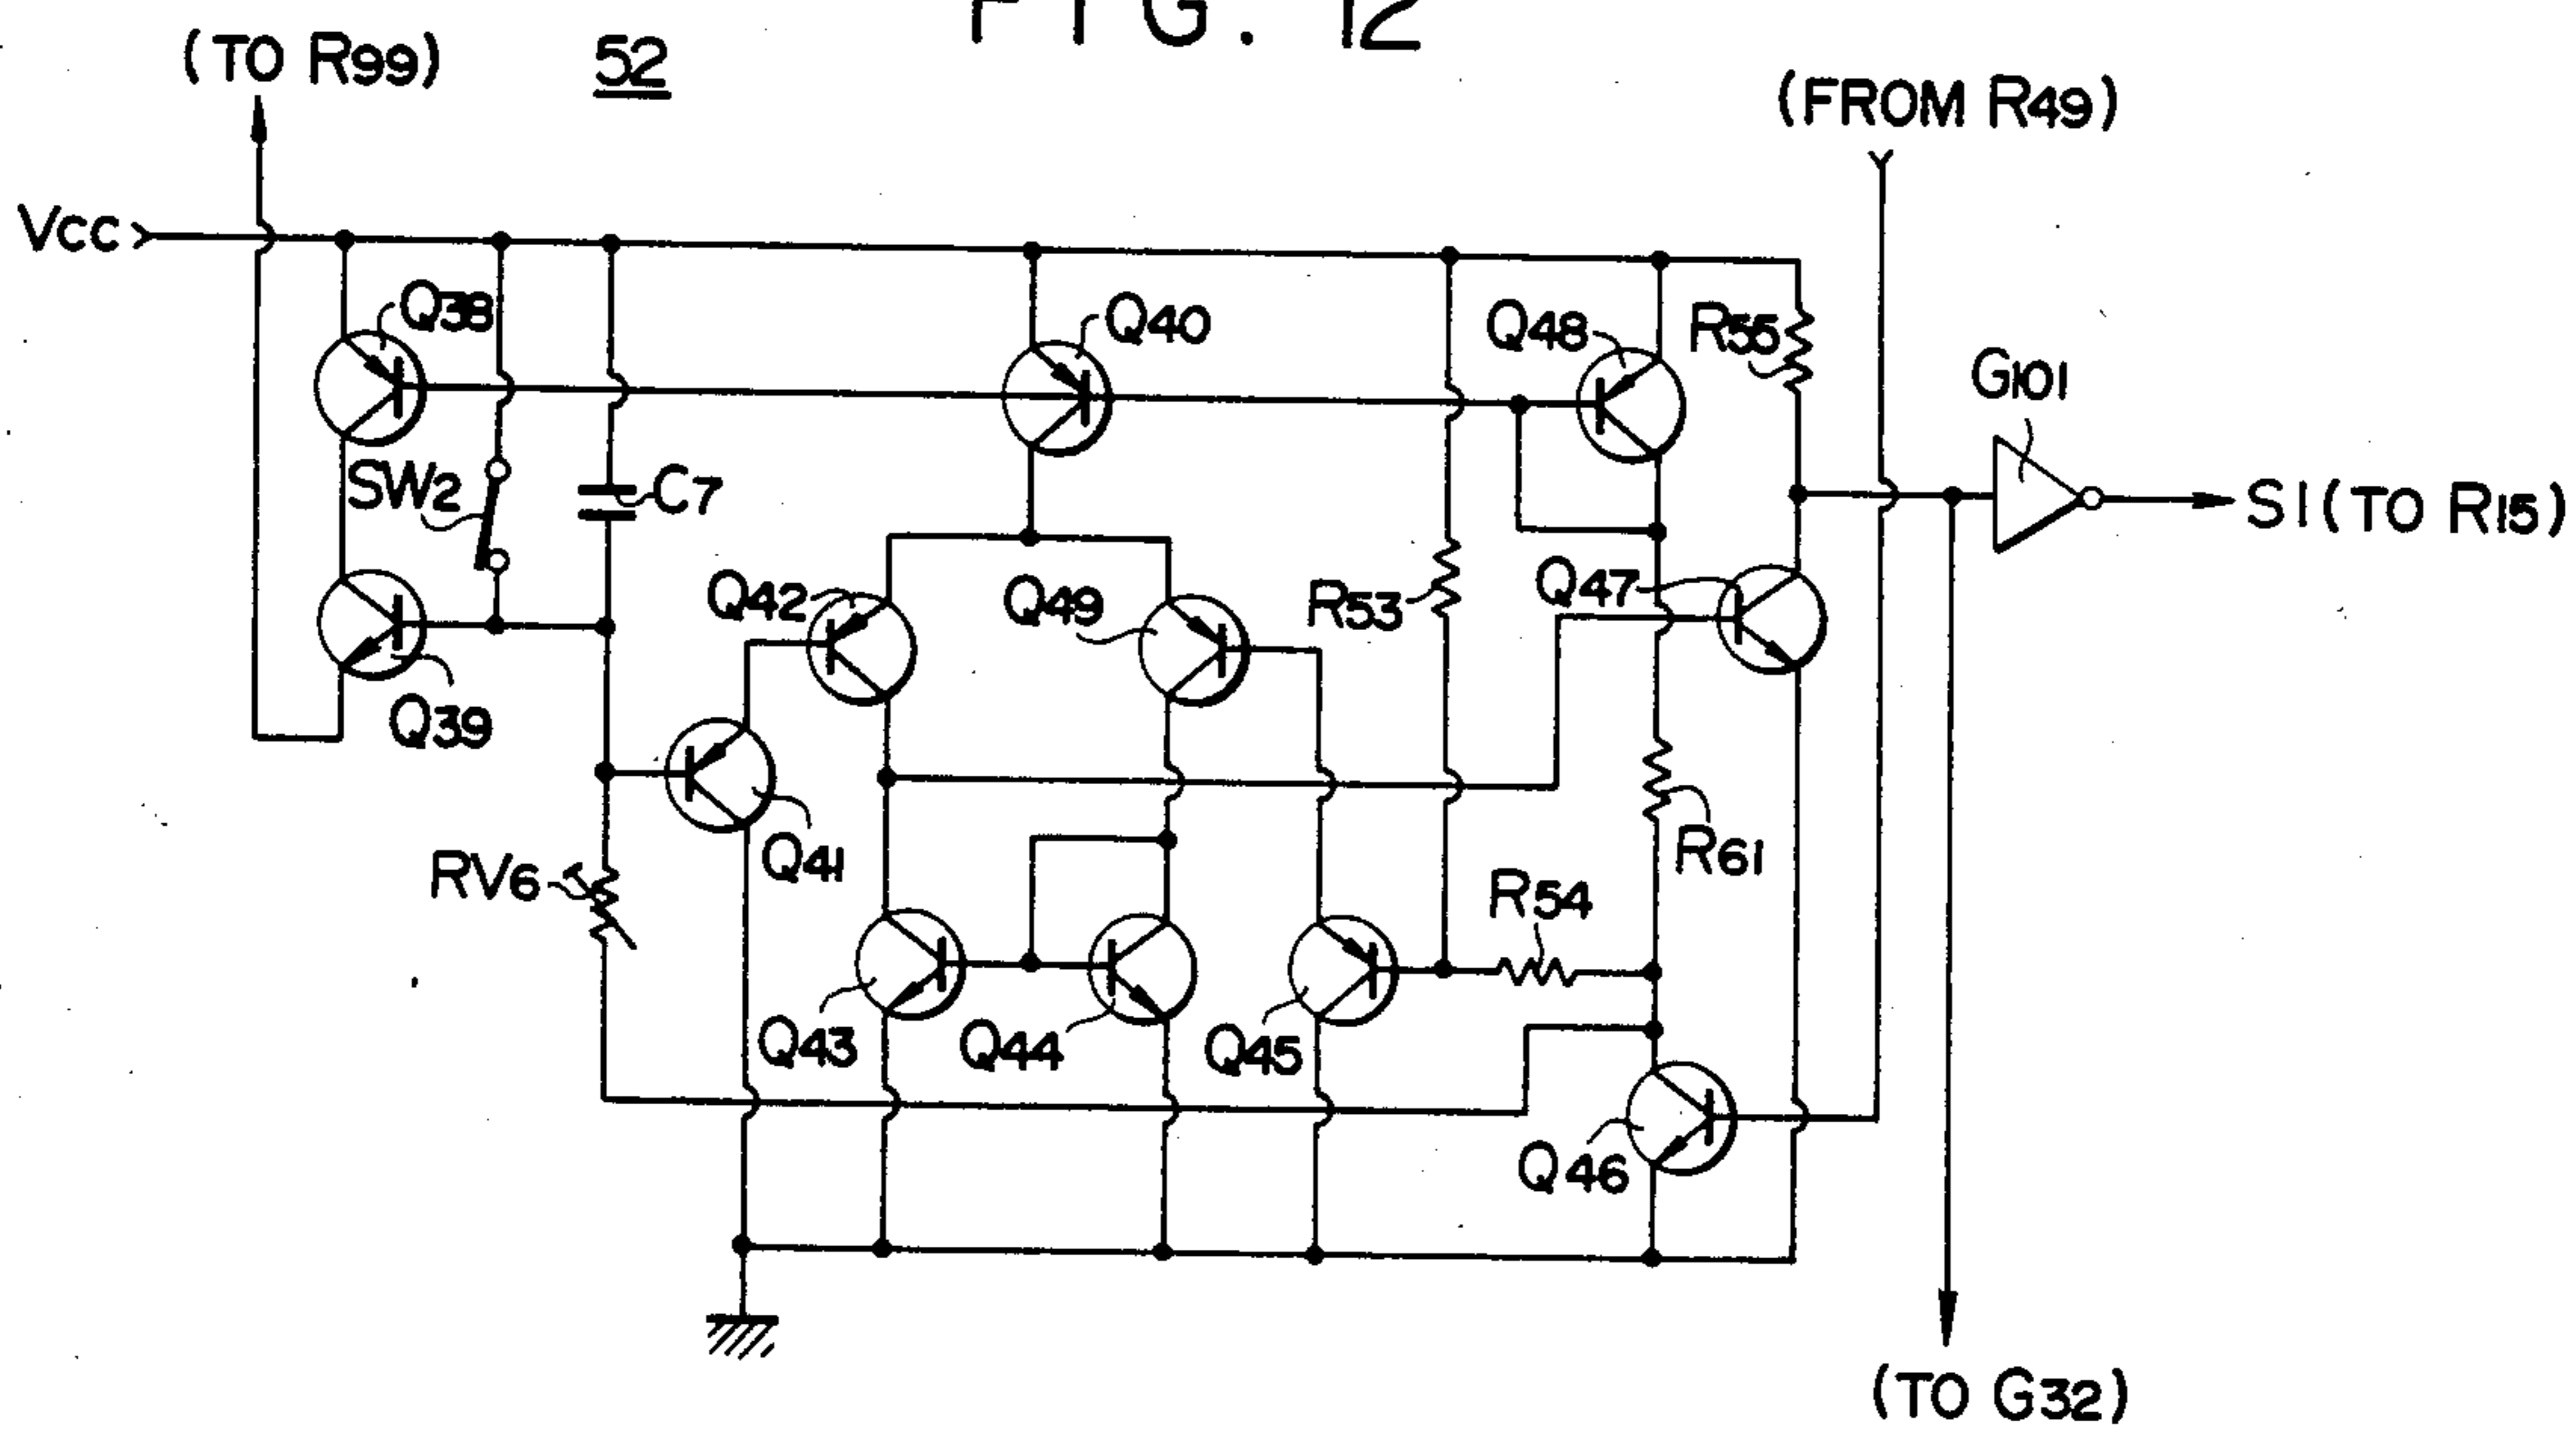 FIG. 12
(TO R99)
52
(FROM R49)
Vcc
Q38
Q40
Q48
R55
G101
SW2
C7
S1(TO R15)
Q42
Q49
R53
Q47
Q39
Q41
R61
RV6
R54
Q43
Q44
Q45
Q46
(TO G32)